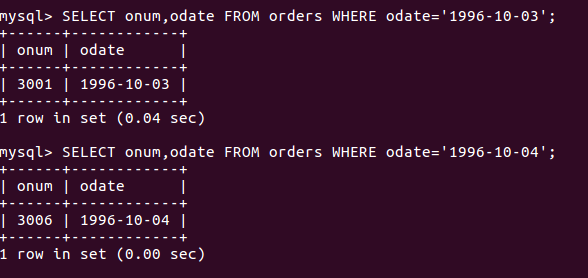 mysql> SELECT onum,odate FROM orders WHERE odate='1996-10-03';
+------+------------+
| onum | odate      |
+------+------------+
| 3001 | 1996-10-03 |
+------+------------+
1 row in set (0.04 sec)

mysql> SELECT onum,odate FROM orders WHERE odate='1996-10-04';
+------+------------+
| onum | odate      |
+------+------------+
| 3006 | 1996-10-04 |
+------+------------+
1 row in set (0.00 sec)